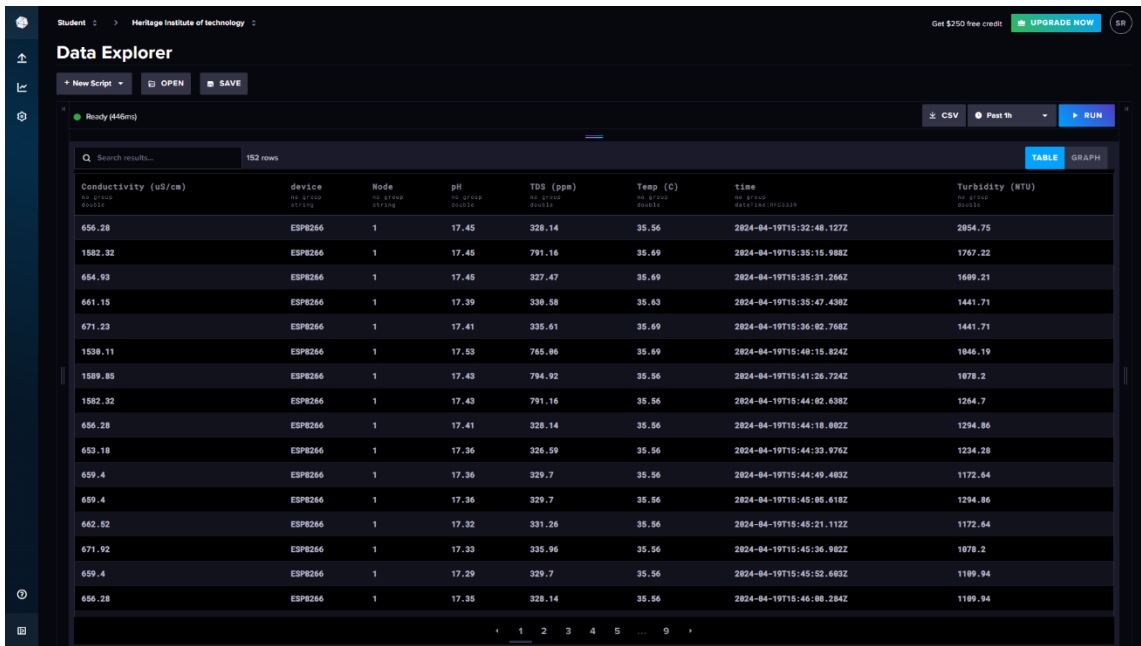 Student > Heritage Institute of technology Get $250 free credit UPGRADE NOW SR
Data Explorer
+ New Script OPEN SAVE
Ready (446ms) CSV Past 1h RUN
Search results... 152 rows TABLE GRAPH
Conductivity (uS/cm) device Node pH TDS (ppm) Temp (C) time Turbidity (NTU)
no group no group no group no group no group no group no group no group
double string string double double double dateTime:RFC3339 double
656.28 ESP8266 1 17.45 328.14 35.56 2024-04-19T15:32:48.127Z 2054.75
1582.32 ESP8266 1 17.45 791.16 35.69 2024-04-19T15:35:15.988Z 1767.22
654.93 ESP8266 1 17.45 327.47 35.69 2024-04-19T15:35:31.266Z 1609.21
661.15 ESP8266 1 17.39 330.58 35.63 2024-04-19T15:35:47.430Z 1441.71
671.23 ESP8266 1 17.41 335.61 35.69 2024-04-19T15:36:02.768Z 1441.71
1530.11 ESP8266 1 17.53 765.06 35.69 2024-04-19T15:40:15.824Z 1046.19
1589.85 ESP8266 1 17.43 794.92 35.56 2024-04-19T15:41:26.724Z 1078.2
1582.32 ESP8266 1 17.43 791.16 35.56 2024-04-19T15:44:02.638Z 1264.7
656.28 ESP8266 1 17.41 328.14 35.56 2024-04-19T15:44:18.002Z 1294.86
653.18 ESP8266 1 17.36 326.59 35.56 2024-04-19T15:44:33.976Z 1234.28
659.4 ESP8266 1 17.36 329.7 35.56 2024-04-19T15:44:49.403Z 1172.64
659.4 ESP8266 1 17.36 329.7 35.56 2024-04-19T15:45:05.618Z 1294.86
662.52 ESP8266 1 17.32 331.26 35.56 2024-04-19T15:45:21.112Z 1172.64
671.92 ESP8266 1 17.33 335.96 35.56 2024-04-19T15:45:36.902Z 1078.2
659.4 ESP8266 1 17.29 329.7 35.56 2024-04-19T15:45:52.603Z 1109.94
656.28 ESP8266 1 17.35 328.14 35.56 2024-04-19T15:46:08.284Z 1109.94
1 2 3 4 5 ... 9